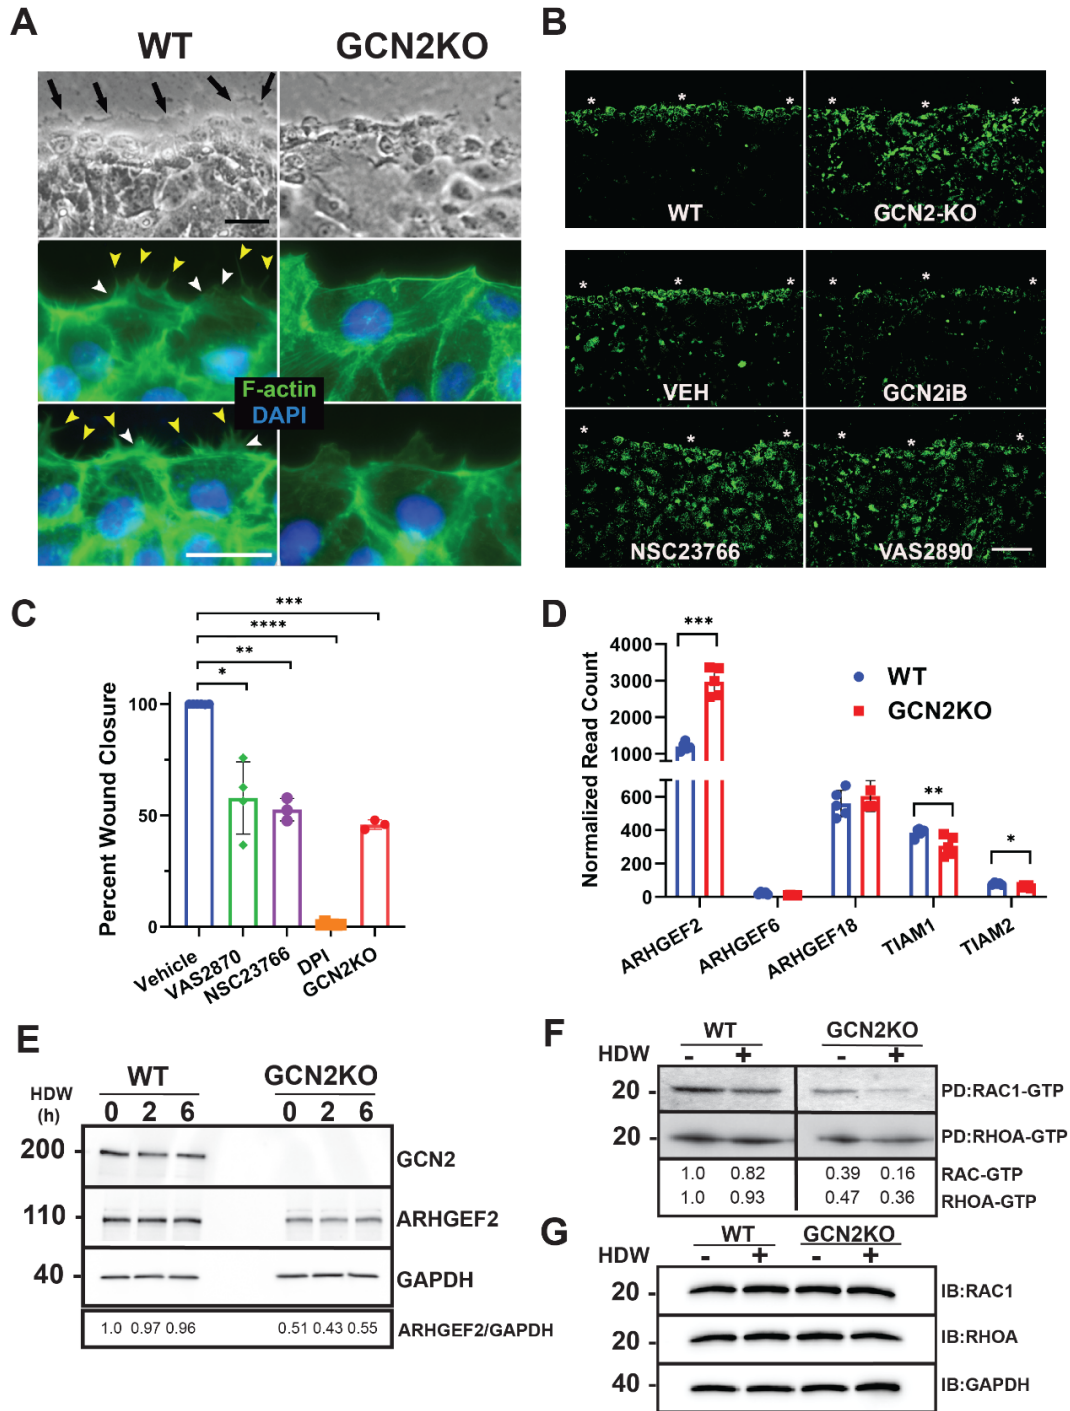 A
WT
GCN2KO
F-actin
DAPI
B
* * *
* * *
WT
GCN2-KO
* * *
* * *
VEH
GCN2iB
* * *
* * *
NSC23766
VAS2890
C
***
****
**
*
Percent Wound Closure
100
50
0
Vehicle
VAS2870
NSC23766
DPI
GCN2KO
D
Normalized Read Count
4000
3000
2000
1000
600
400
200
0
***
**
*
WT
GCN2KO
ARHGEF2
ARHGEF6
ARHGEF18
TIAM1
TIAM2
E
WT GCN2KO
HDW
(h)
0 2 6 0 2 6
200 - GCN2
110 - ARHGEF2
40 - GAPDH
1.0 0.97 0.96 0.51 0.43 0.55 ARHGEF2/GAPDH
F
WT GCN2KO
HDW - + - +
20 - PD:RAC1-GTP
20 - PD:RHOA-GTP
1.0 0.82 0.39 0.16 RAC-GTP
1.0 0.93 0.47 0.36 RHOA-GTP
G
WT GCN2KO
HDW - + - +
20 - IB:RAC1
20 - IB:RHOA
40 - IB:GAPDH